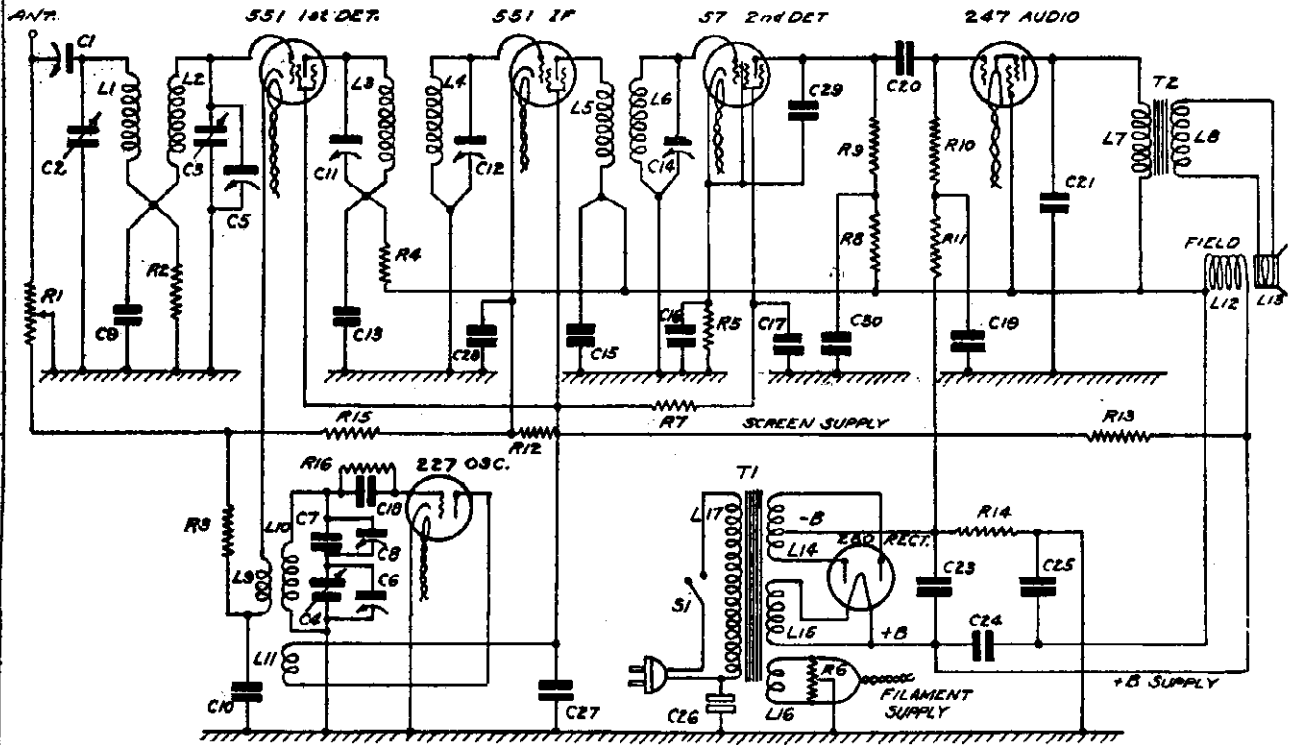 ANT.
551 1st DET.
551 IF
57 2nd DET
247 AUDIO
C1
L1
L2
C2
C3
C5
L3
C11
L4
C12
L5
L6
C14
C29
C20
R9
R10
C21
T2
L7
L8
R1
C9
R2
R4
C13
C28
C15
C16
R5
C17
R8
C30
R11
C19
FIELD
L12
L13
R15
R12
R7
SCREEN SUPPLY
R13
R16
227 OSC.
C18
R3
L10
C7
C8
L9
C6
C4
L11
C10
C27
T1
L17
S1
-B
L14
280 RECT.
R14
C23
C25
L15
+B
C24
R6
L16
C26
FILAMENT
SUPPLY
+B SUPPLY